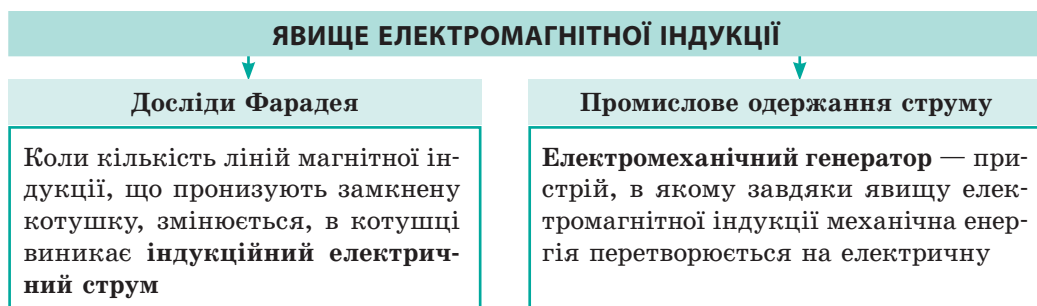 ЯВИЩЕ ЕЛЕКТРОМАГНІТНОЇ ІНДУКЦІЇ
Досліди Фарадея
Коли кількість ліній магнітної ін-
дукції, що пронизують замкнену
котушку, змінюється, в котушці
виникає індукційний електрич-
ний струм
Промислове одержання струму
Електромеханічний генератор — при-
стрій, в якому завдяки явищу елек-
тромагнітної індукції механічна енер-
гія перетворюється на електричну